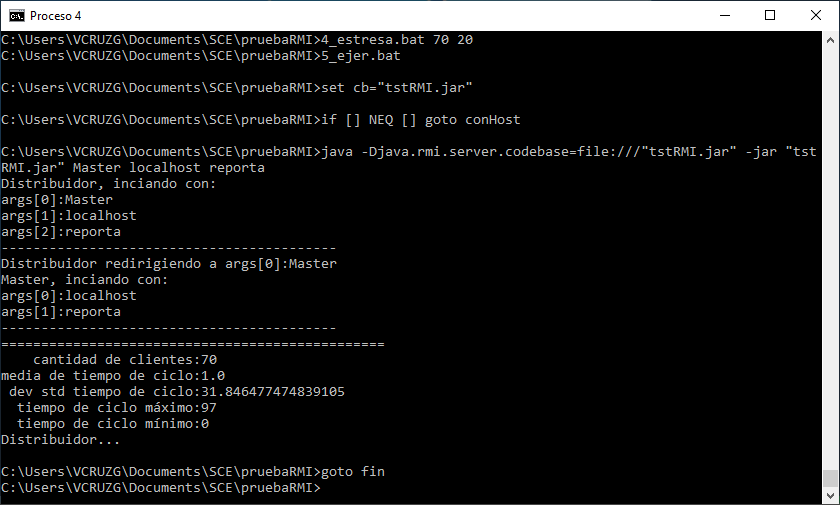 Proceso 4
C:\Users\VCRUZG\Documents\SCE\pruebaRMI>4_estresa.bat 70 20
C:\Users\VCRUZG\Documents\SCE\pruebaRMI>5_ejer.bat
C:\Users\VCRUZG\Documents\SCE\pruebaRMI>set cb="tstRMI.jar"
C:\Users\VCRUZG\Documents\SCE\pruebaRMI>if [] NEQ [] goto conHost
C:\Users\VCRUZG\Documents\SCE\pruebaRMI>java -Djava.rmi.server.codebase=file:///"tstRMI.jar" -jar "tst
RMI.jar" Master localhost reporta
Distribuidor, inciando con:
args[0]:Master
args[1]:localhost
args[2]:reporta
------------------------------------------
Distribuidor redirigiendo a args[0]:Master
Master, inciando con:
args[0]:localhost
args[1]:reporta
------------------------------------------
================================================
    cantidad de clientes:70
media de tiempo de ciclo:1.0
 dev std tiempo de ciclo:31.846477474839105
  tiempo de ciclo máximo:97
  tiempo de ciclo mínimo:0
Distribuidor...
C:\Users\VCRUZG\Documents\SCE\pruebaRMI>goto fin
C:\Users\VCRUZG\Documents\SCE\pruebaRMI>